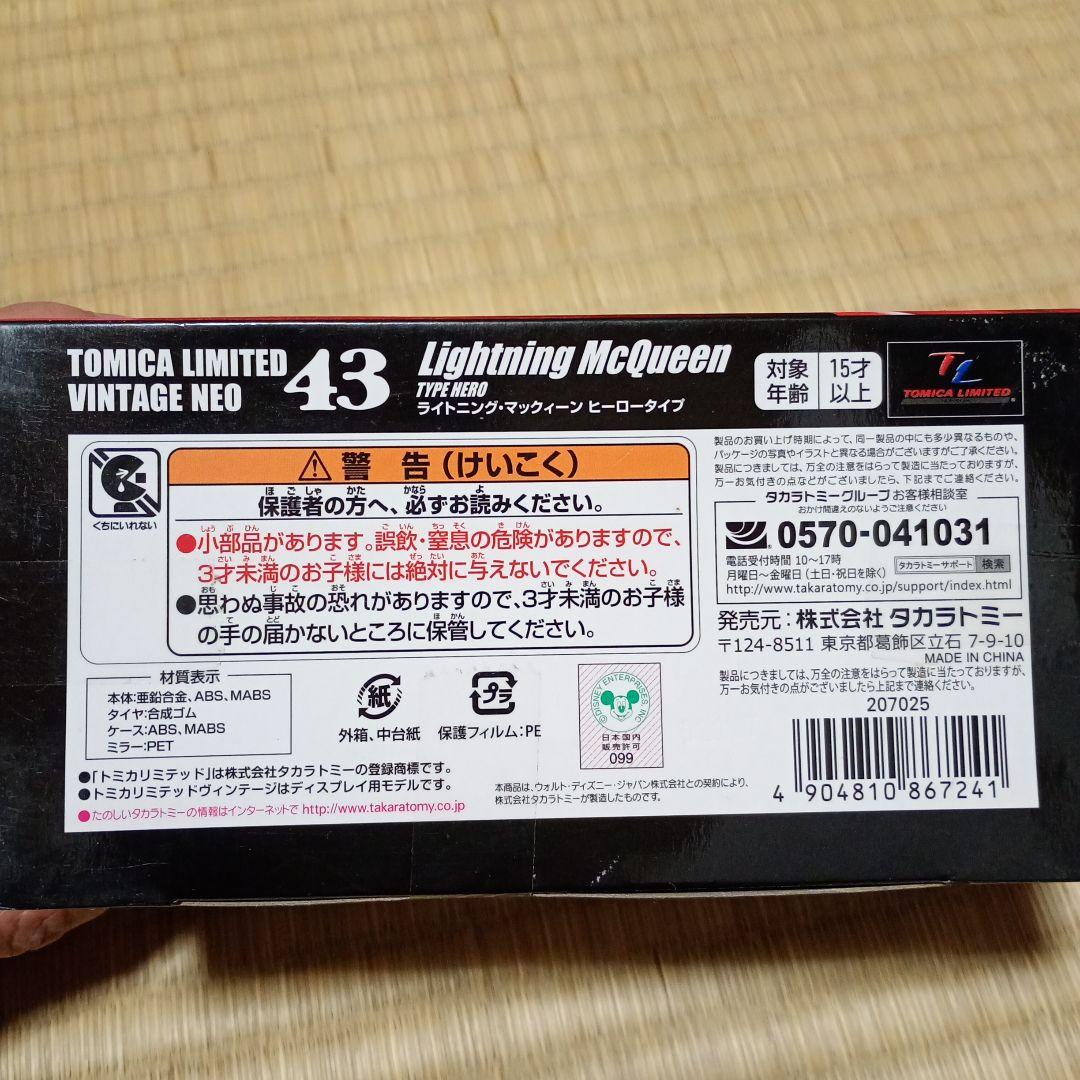 TOMICA LIMITED
VINTAGE NEO
43
Lightning McQueen
TYPE HERO
ライトニング・マックィーン ヒーロータイプ
対象
年齢
15才
以上
TL
TOMICA LIMITED
くちにいれない
⚠警 告(けいこく)
保護者の方へ、必ずお読みください。
●小部品があります。誤飲・窒息の危険がありますので、
3才未満のお子様には絶対に与えないでください。
●思わぬ事故の恐れがありますので、3才未満のお子様
の手の届かないところに保管してください。
製品のお買い上げ時期によって、同一製品の中にも多少異なるものや、
パッケージの写真やイラストと異なる場合がございますがご了承ください。
製品につきましては、万全の注意をはらって製造に当たっておりますが、
万一お気付きの点などがございましたら、下記までご連絡ください。
タカラトミーグループお客様相談室
おかけ間違えのないようご注意ください
0570-041031
電話受付時間 10~17時
月曜日~金曜日(土日・祝日を除く)
タカラトミーサポート 検索
http://www.takaratomy.co.jp/support/index.html
発売元:株式会社 タカラトミー
〒124-8511 東京都葛飾区立石 7-9-10
MADE IN CHINA
製品につきましては、万全の注意をはらって製造に当たっておりますが、
万一お気付きの点がございましたら上記まで連絡ください。
207025
4 904810 867241
材質表示
本体:亜鉛合金、ABS、MABS
タイヤ:合成ゴム
ケース:ABS、MABS
ミラー:PET
紙
外箱、中台紙
プラ
保護フィルム:PE
©DISNEY ENTERPRISES, INC.
日本国内
販売許可
099
●「トミカリミテッド」は株式会社タカラトミーの登録商標です。
●トミカリミテッドヴィンテージはディスプレイ用モデルです。
●たのしいタカラトミーの情報はインターネットで http://www.takaratomy.co.jp
本商品は、ウォルト・ディズニー・ジャパン株式会社との契約により、
株式会社タカラトミーが製造したものです。